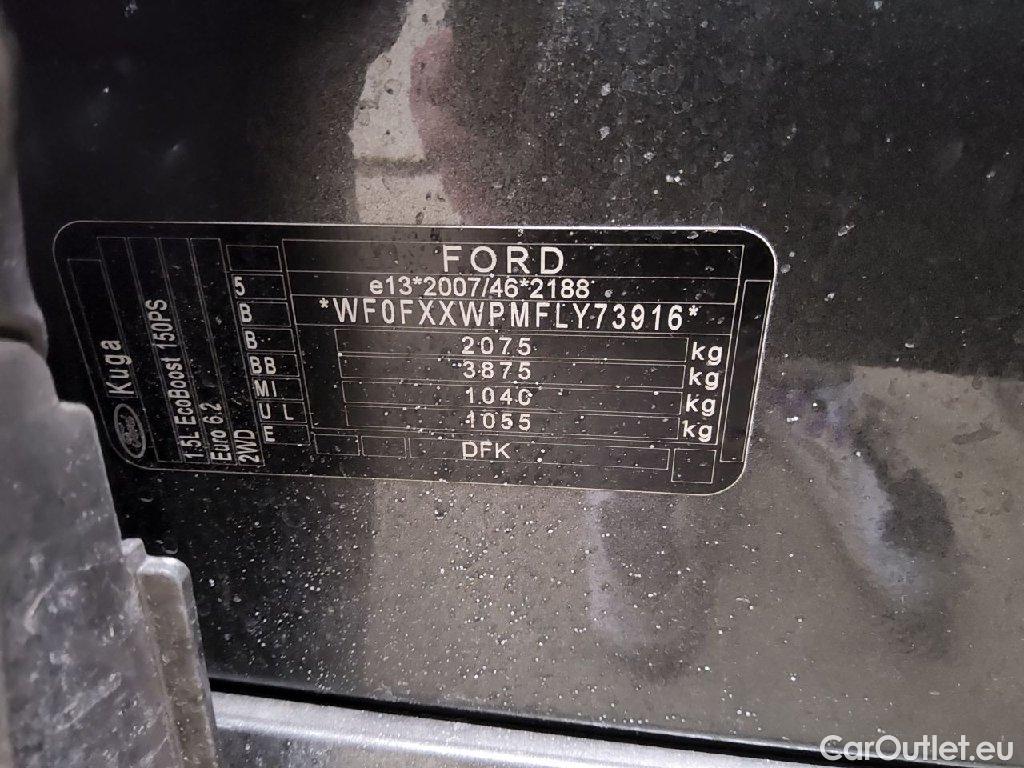 FORD
e13*2007/46*2188
*WF0FXXWPMFLY73916*
2075 kg
3875 kg
1040 kg
1055 kg
DFK
5
B
B
BB
MI
U L
E
2WD
Euro 6.2
1.5L EcoBoost 150PS
Kuga
Ford
CarOutlet.eu